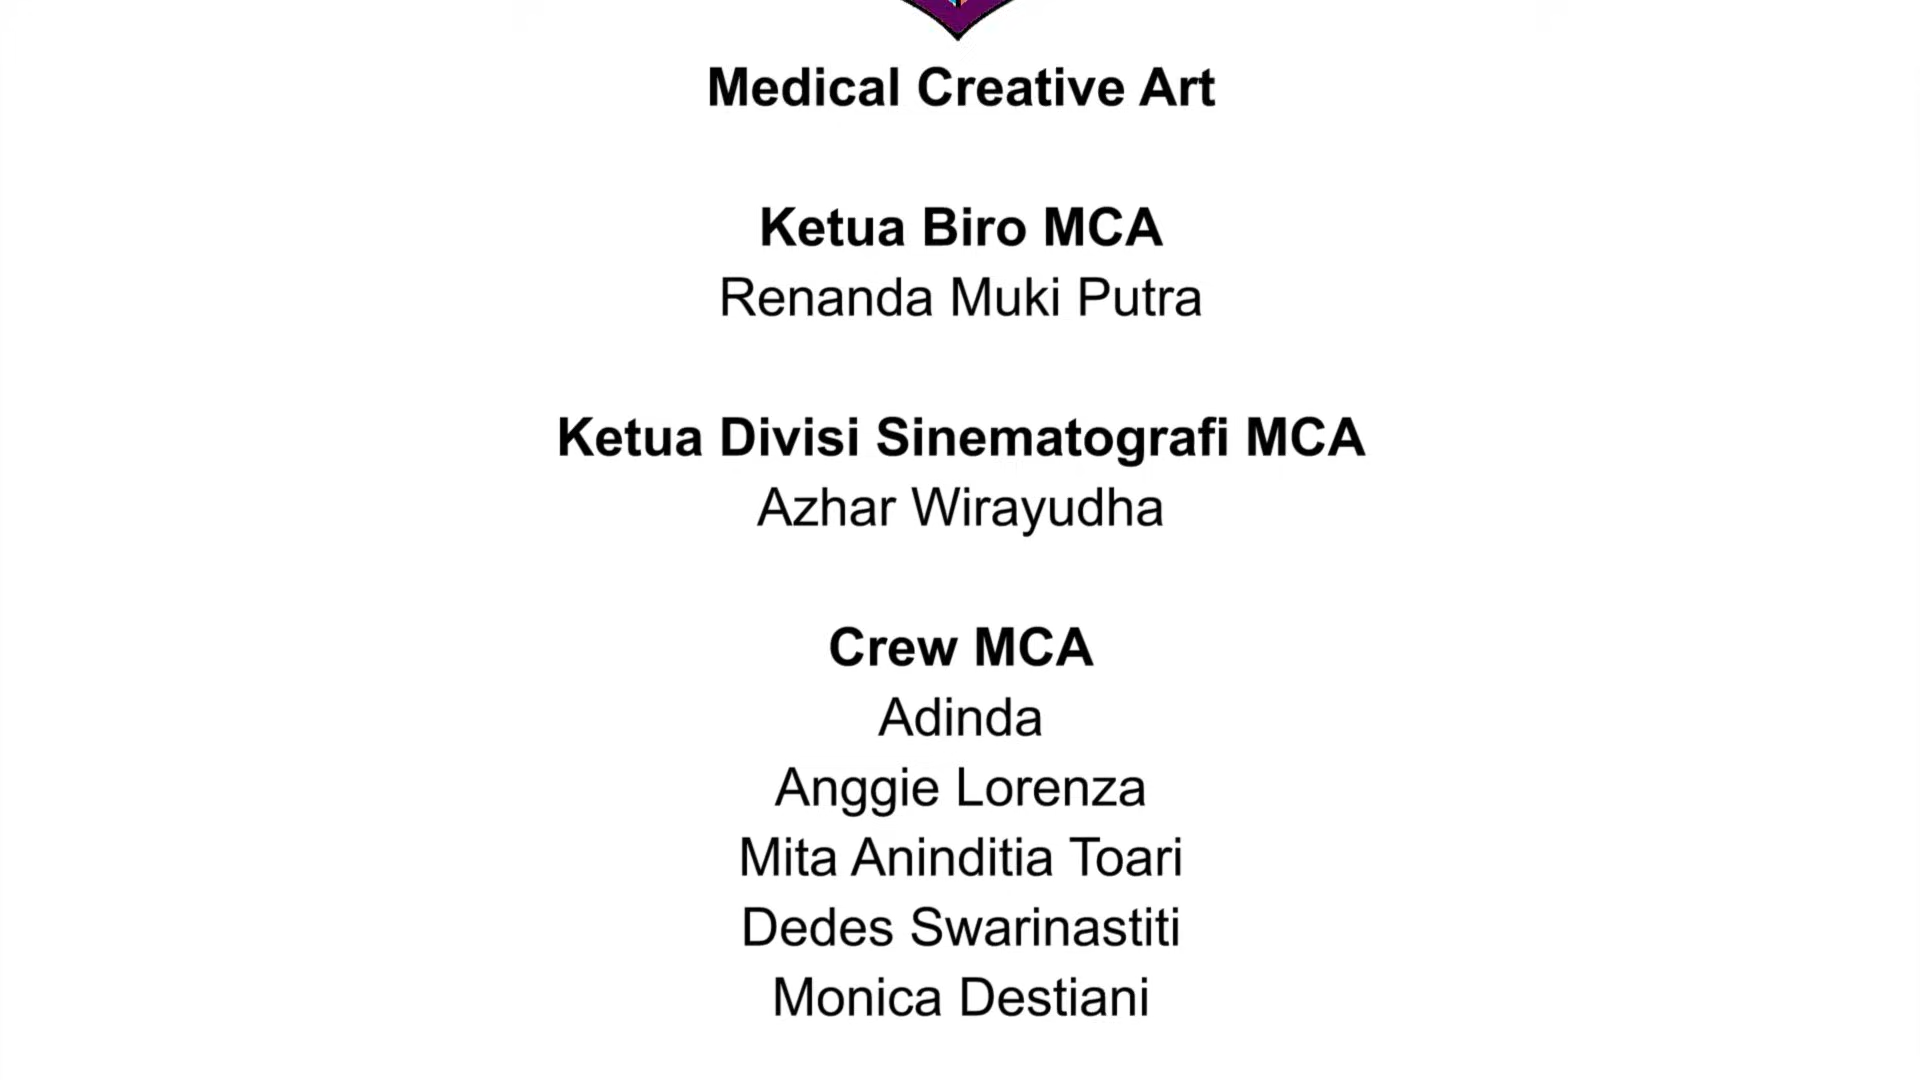 Medical Creative Art
Ketua Biro MCA
Renanda Muki Putra
Ketua Divisi Sinematografi MCA
Azhar Wirayudha
Crew MCA
Adinda
Anggie Lorenza
Mita Aninditia Toari
Dedes Swarinastiti
Monica Destiani